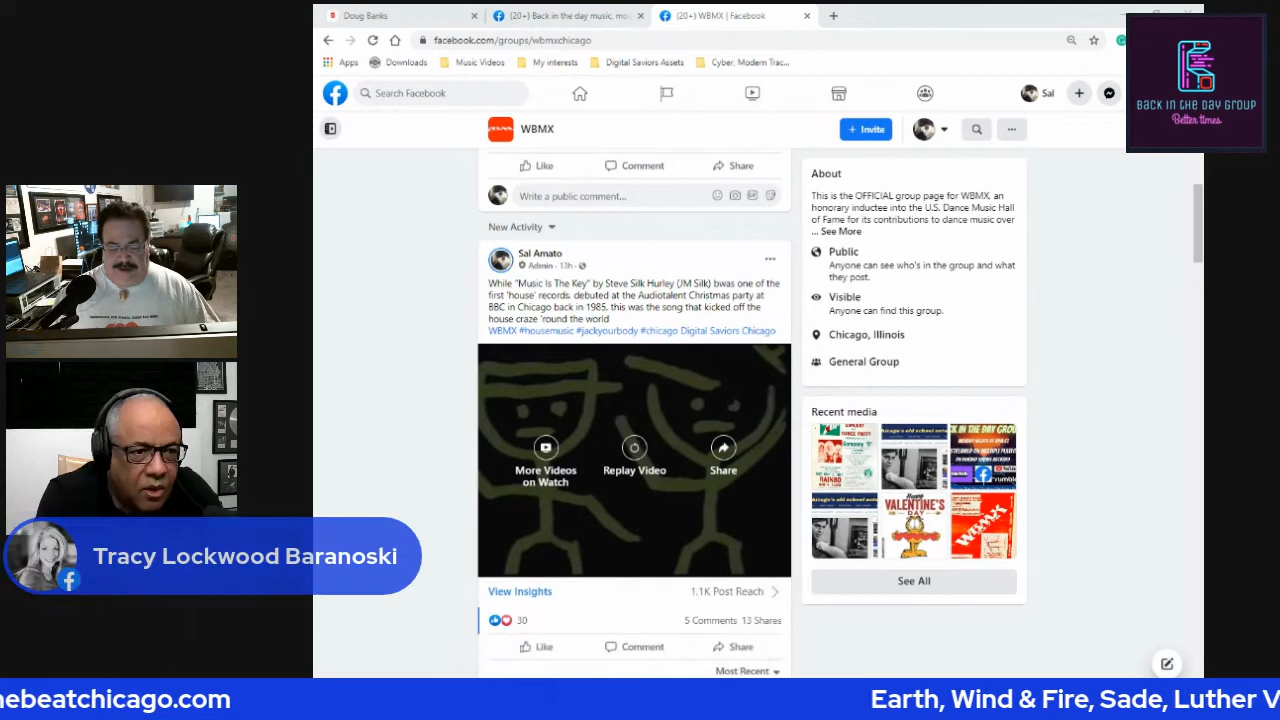 Doug Banks
(20+) Back in the day music, mov
(20+) WBMX | Facebook
facebook.com/groups/wbmxchicago
Apps
Downloads
Music Videos
My interests
Digital Saviors Assets
Cyber, Modern Trac...
BACK IN THE DAY GROUP
Better times
Search Facebook
Sal
WBMX
+ Invite
Like
Comment
Share
Write a public comment...
New Activity
Sal Amato
Admin · 13h ·
While "Music Is The Key" by Steve Silk Hurley (JM Silk) bwas one of the
first 'house' records, debuted at the Audiotalent Christmas party at
BBC in Chicago back in 1985, this was the song that kicked off the
house craze 'round the world
WBMX #housemusic #jackyourbody #chicago Digital Saviors Chicago
More Videos
on Watch
Replay Video
Share
View Insights
1.1K Post Reach
30
5 Comments 13 Shares
Like
Comment
Share
Most Recent
About
This is the OFFICIAL group page for WBMX, an
honorary inductee into the U.S. Dance Music Hall
of Fame for its contributions to dance music over
... See More
Public
Anyone can see who's in the group and what
they post.
Visible
Anyone can find this group.
Chicago, Illinois
General Group
Recent media
HAPPY
VALENTINE'S
DAY
WBMX
See All
Tracy Lockwood Baranoski
hebeatchicago.com
Earth, Wind & Fire, Sade, Luther V